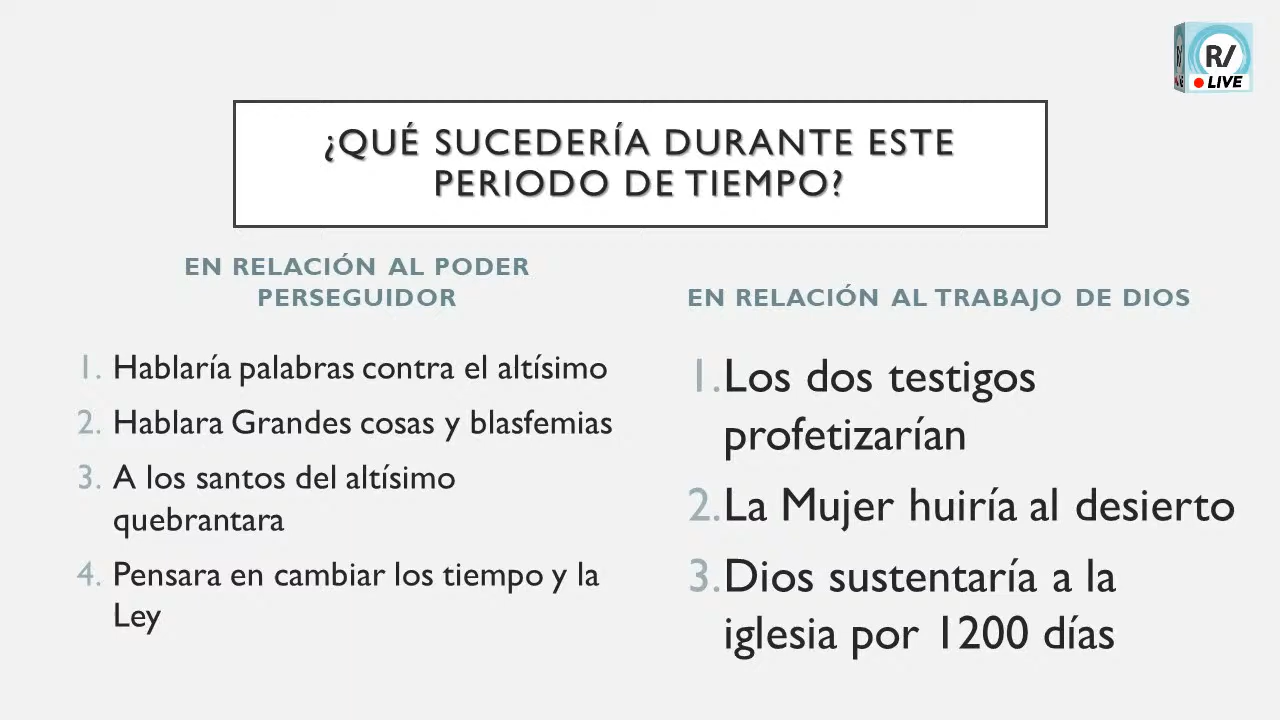 R/
LIVE
¿QUÉ SUCEDERÍA DURANTE ESTE
PERIODO DE TIEMPO?
EN RELACIÓN AL PODER
PERSEGUIDOR
1. Hablaría palabras contra el altísimo
2. Hablara Grandes cosas y blasfemias
3. A los santos del altísimo
quebrantara
4. Pensara en cambiar los tiempo y la
Ley
EN RELACIÓN AL TRABAJO DE DIOS
1. Los dos testigos
profetizarían
2. La Mujer huiría al desierto
3. Dios sustentaría a la
iglesia por 1200 días